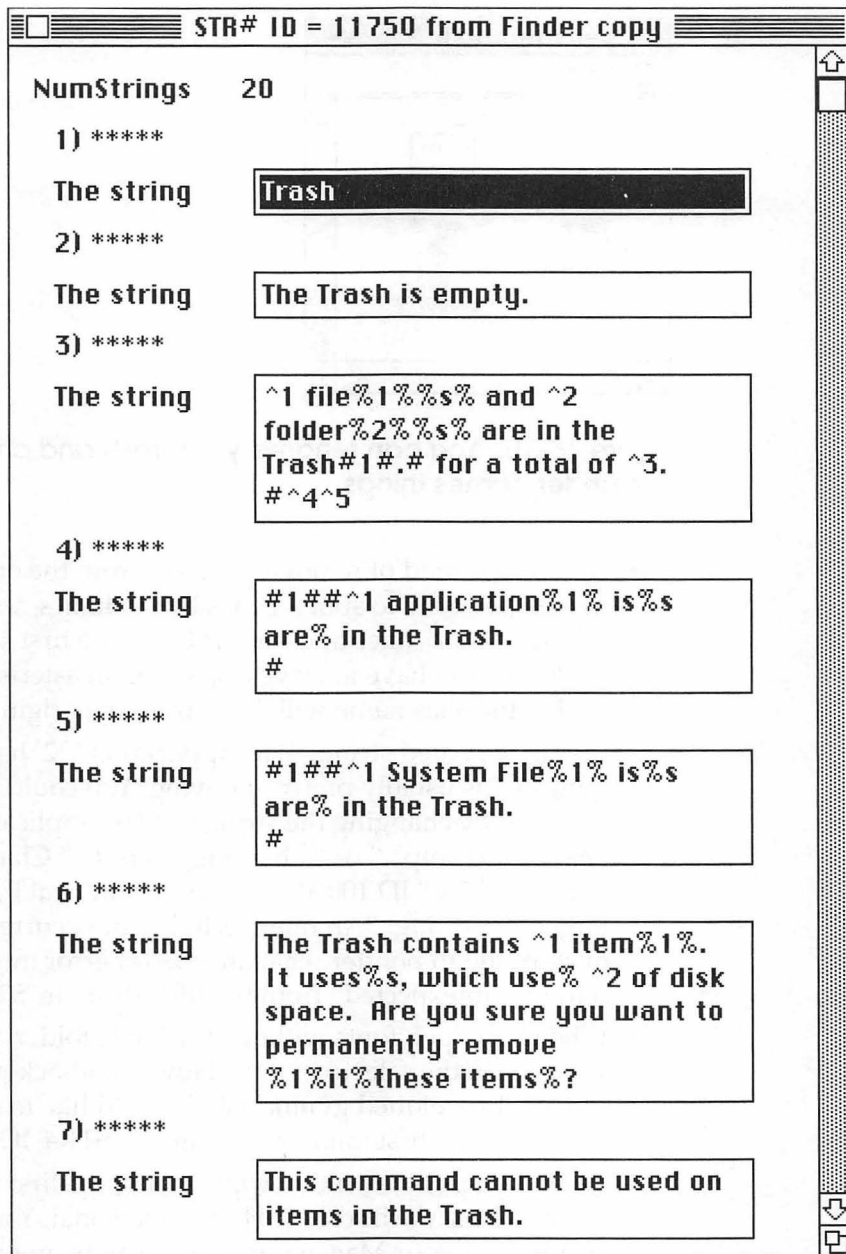 STR# ID = 11750 from Finder copy
NumStrings 20
1) *****
The string Trash
2) *****
The string The Trash is empty.
3) *****
The string ^1 file%1%%s% and ^2
folder%2%%s% are in the
Trash#1#.# for a total of ^3.
#^4^5
4) *****
The string #1##^1 application%1% is%s
are% in the Trash.
#
5) *****
The string #1##^1 System File%1% is%s
are% in the Trash.
#
6) *****
The string The Trash contains ^1 item%1%.
It uses%s, which use% ^2 of disk
space. Are you sure you want to
permanently remove
%1%it%these items%?
7) *****
The string This command cannot be used on
items in the Trash.